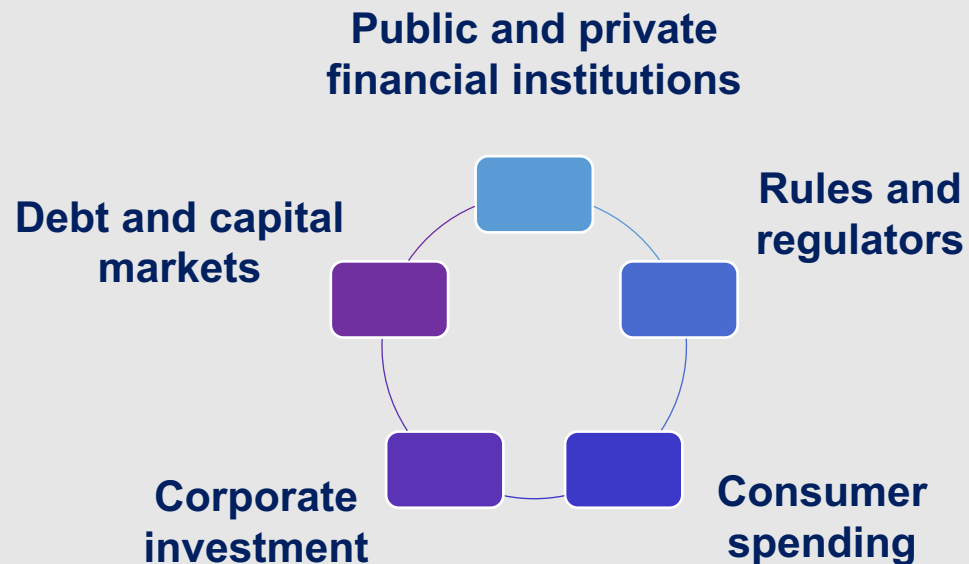 Public and private
financial institutions
Rules and
regulators
Debt and capital
markets
Consumer
spending
Corporate
investment